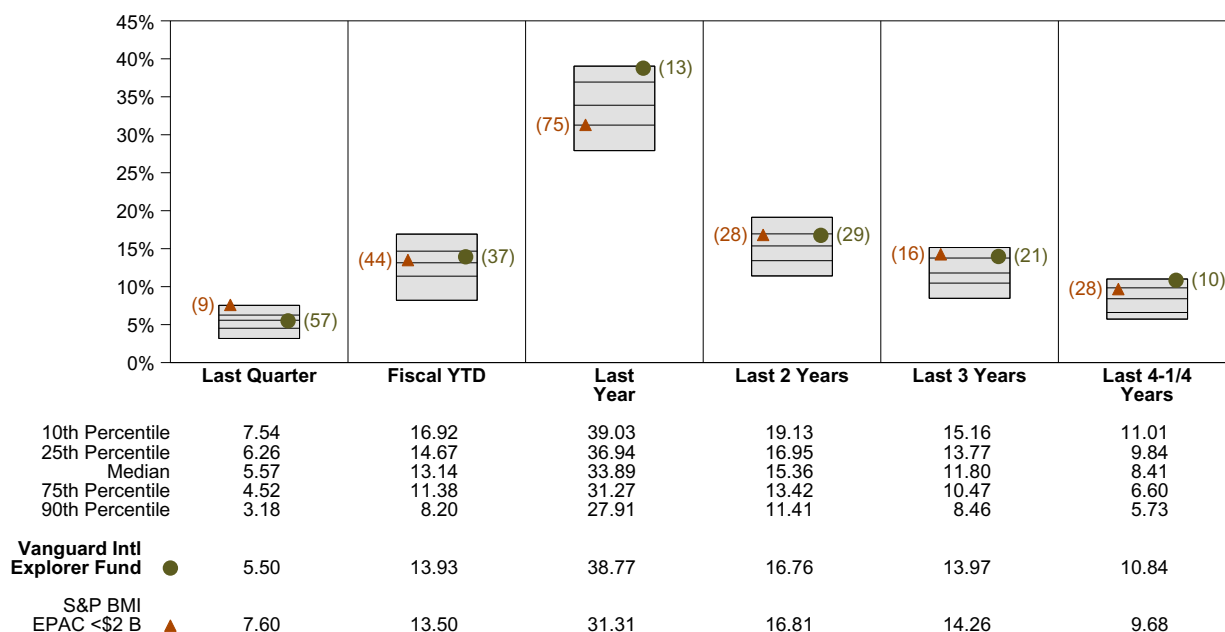 45%
40%
35%
30%
25%
20%
15%
10%
5%
0%
(9)
(57)
(44)
(37)
(75)
(13)
(28)
(29)
(16)
(21)
(28)
(10)
Last Quarter Fiscal YTD Last Year Last 2 Years Last 3 Years Last 4-1/4 Years
10th Percentile 7.54 16.92 39.03 19.13 15.16 11.01
25th Percentile 6.26 14.67 36.94 16.95 13.77 9.84
Median 5.57 13.14 33.89 15.36 11.80 8.41
75th Percentile 4.52 11.38 31.27 13.42 10.47 6.60
90th Percentile 3.18 8.20 27.91 11.41 8.46 5.73
Vanguard Intl
Explorer Fund 5.50 13.93 38.77 16.76 13.97 10.84
S&P BMI
EPAC <$2 B 7.60 13.50 31.31 16.81 14.26 9.68